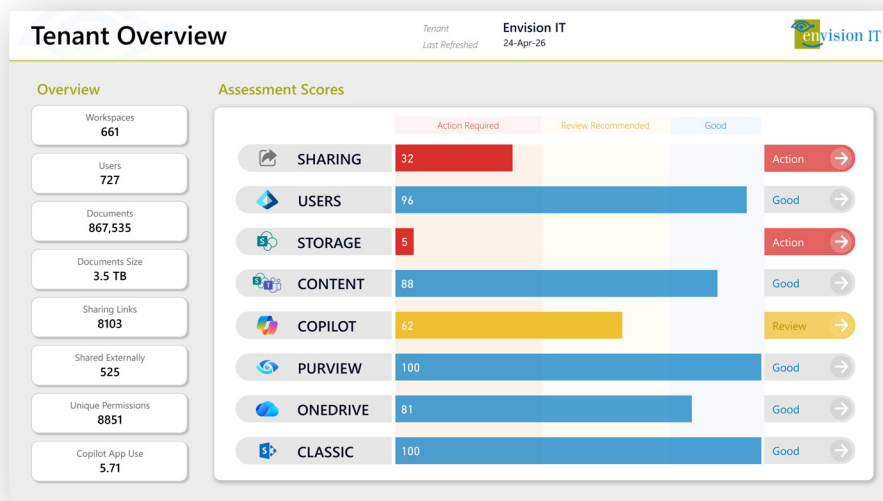 Tenant Overview
Tenant Envision IT
Last Refreshed 24-Apr-26
envision IT
Overview
Workspaces
661
Users
727
Documents
867,535
Documents Size
3.5 TB
Sharing Links
8103
Shared Externally
525
Unique Permissions
8851
Copilot App Use
5.71
Assessment Scores
Action Required Review Recommended Good
SHARING 32 Action
USERS 96 Good
STORAGE 5 Action
CONTENT 88 Good
COPILOT 62 Review
PURVIEW 100 Good
ONEDRIVE 81 Good
CLASSIC 100 Good